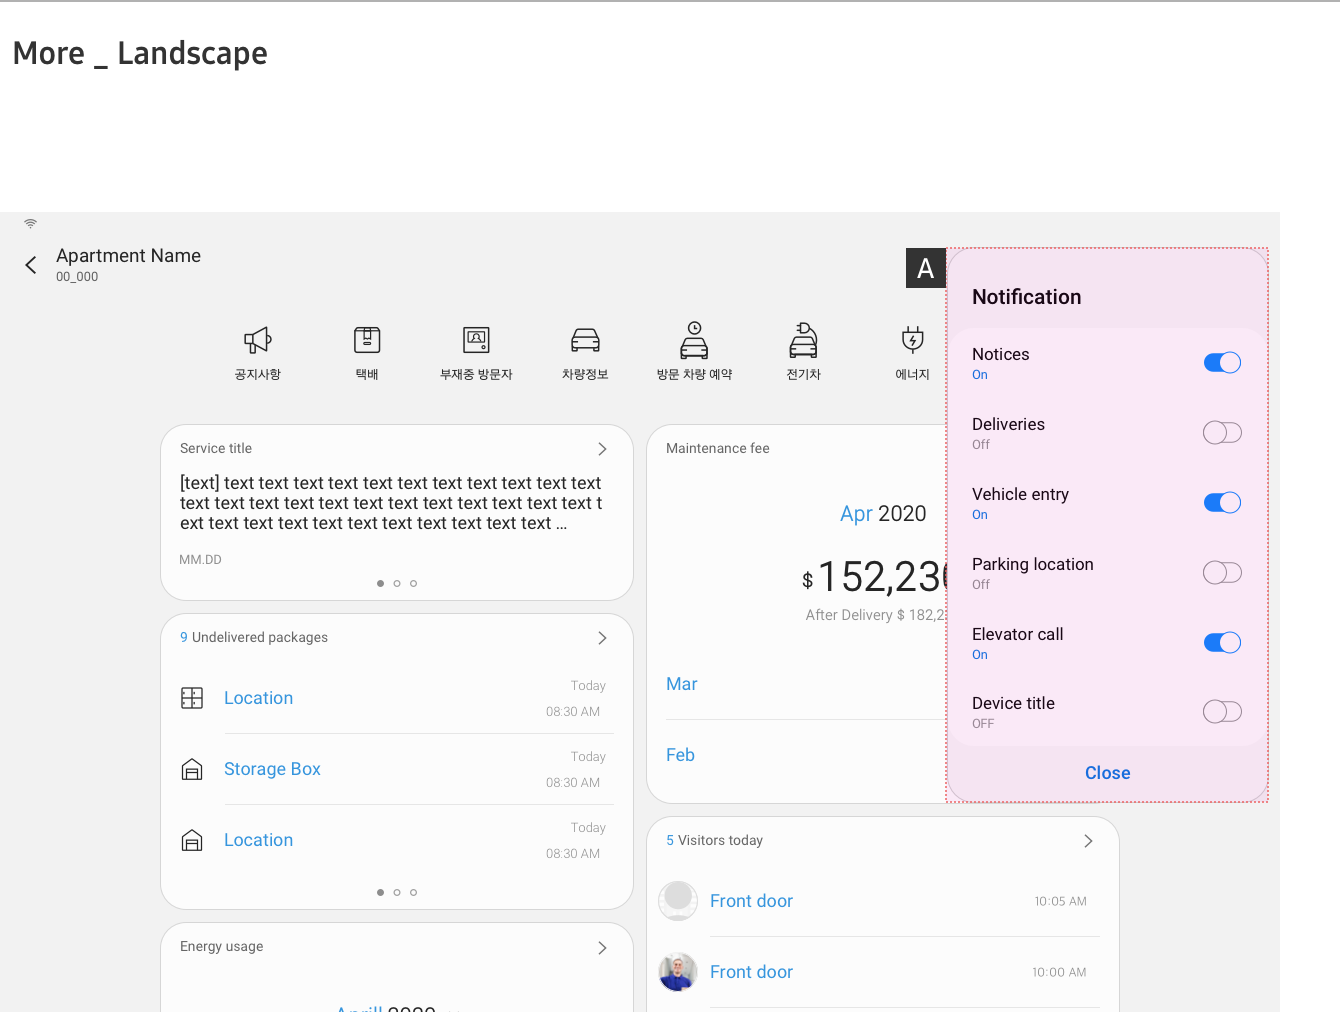 More _ Landscape
Apartment Name
00_000
A
공지사항
택배
부재중 방문자
차량정보
방문 차량 예약
전기차
에너지
Service title
[text] text text text text text text text text text text text
text text text text text text text text text text text text t
ext text text text text text text text text text text ...
MM.DD
9 Undelivered packages
Location
Today
08:30 AM
Storage Box
Today
08:30 AM
Location
Today
08:30 AM
Energy usage
Maintenance fee
Apr 2020
$152,230
After Delivery $ 182,2
Mar
Feb
5 Visitors today
Front door
10:05 AM
Front door
10:00 AM
Notification
Notices
On
Deliveries
Off
Vehicle entry
On
Parking location
Off
Elevator call
On
Device title
OFF
Close